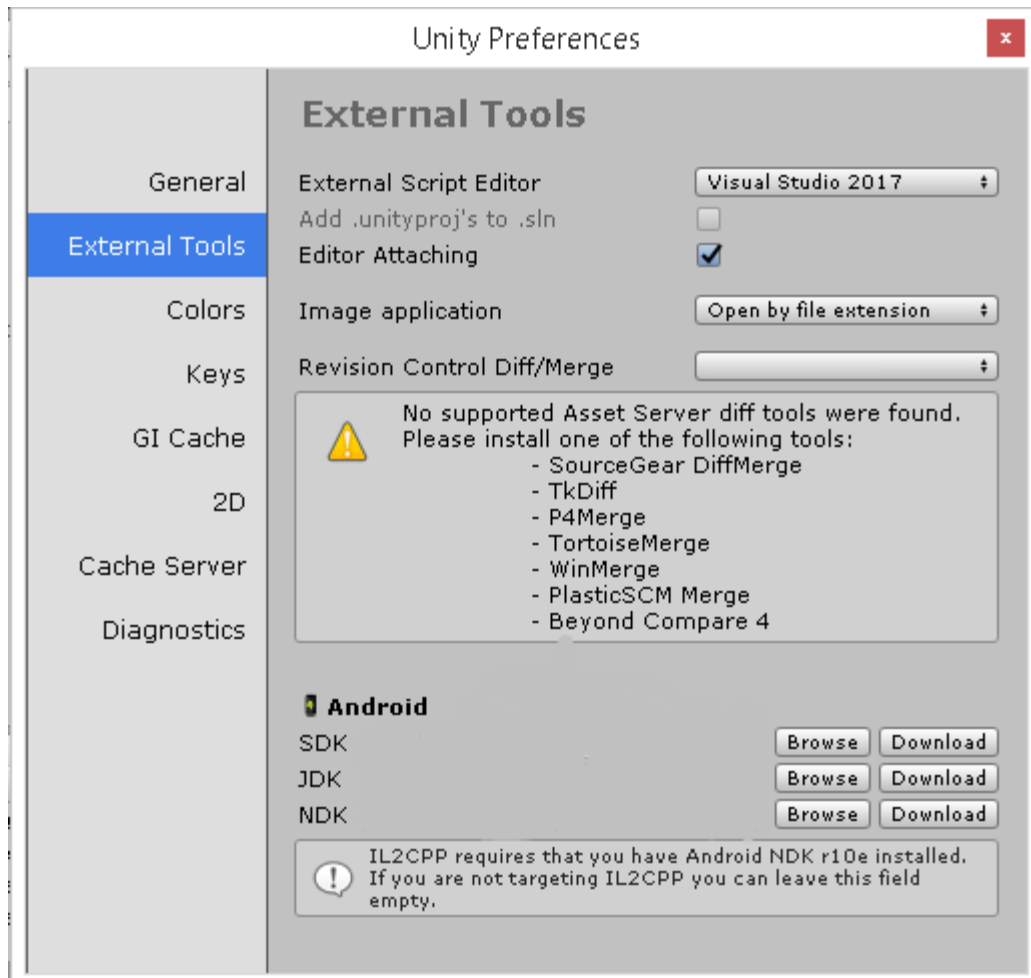 Unity Preferences
x
External Tools
General
External Tools
Colors
Keys
GI Cache
2D
Cache Server
Diagnostics
External Script Editor Visual Studio 2017
Add .unityproj's to .sln
Editor Attaching
Image application Open by file extension
Revision Control Diff/Merge
No supported Asset Server diff tools were found.
Please install one of the following tools:
- SourceGear DiffMerge
- TkDiff
- P4Merge
- TortoiseMerge
- WinMerge
- PlasticSCM Merge
- Beyond Compare 4
Android
SDK Browse Download
JDK Browse Download
NDK Browse Download
IL2CPP requires that you have Android NDK r10e installed.
If you are not targeting IL2CPP you can leave this field
empty.